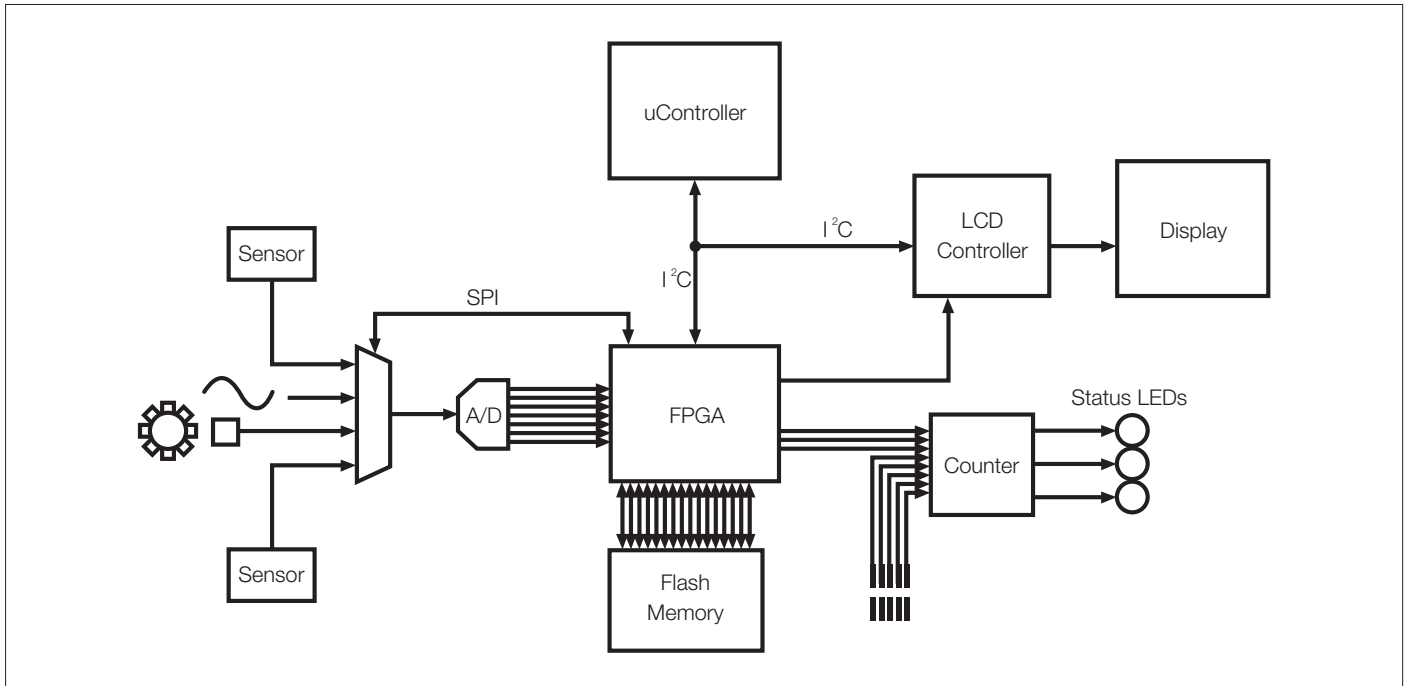 uController
Sensor
SPI
I²C
I²C
LCD
Controller
Display
A/D
FPGA
Status LEDs
Counter
Sensor
Flash
Memory